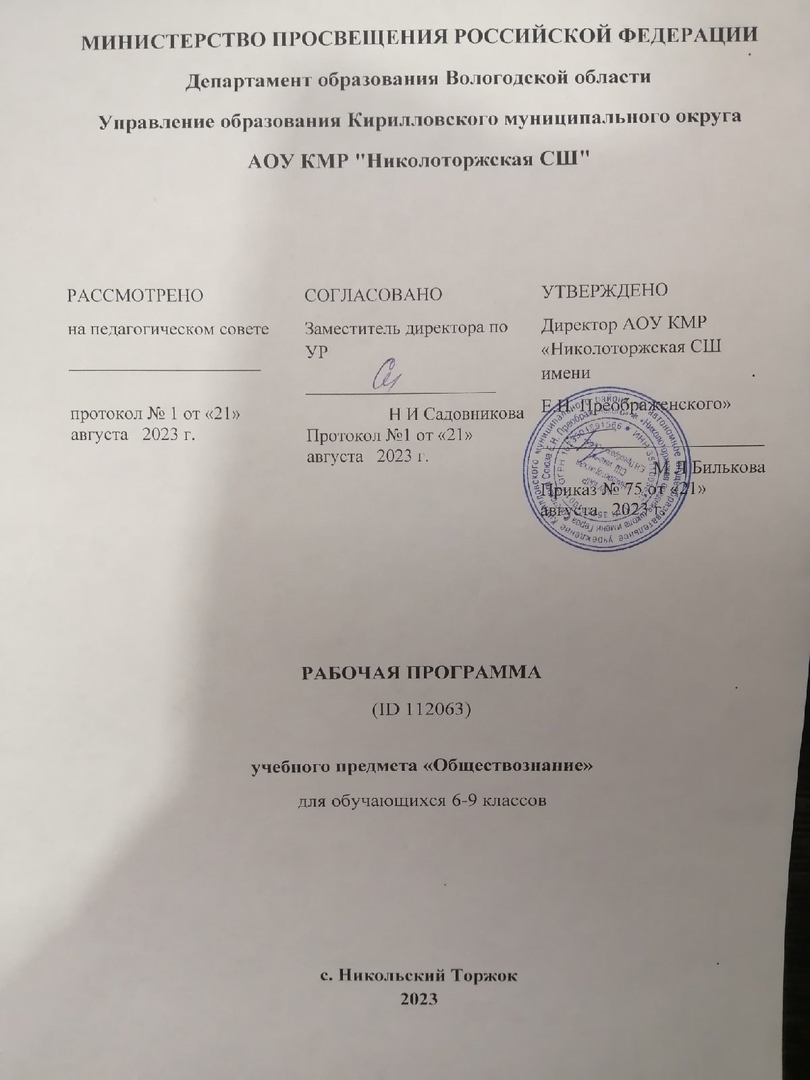 МИНИСТЕРСТВО ПРОСВЕЩЕНИЯ РОССИЙСКОЙ ФЕДЕРАЦИИ
Департамент образования Вологодской области
Управление образования Кирилловского муниципального округа
АОУ КМР "Николоторжская СШ"
РАССМОТРЕНО
на педагогическом совете
протокол № 1 от «21»
августа 2023 г.
СОГЛАСОВАНО
Заместитель директора по
УР
Н И Садовникова
Протокол №1 от «21»
августа 2023 г.
УТВЕРЖДЕНО
Директор АОУ КМР
«Николоторжская СШ
имени
Е.Н. Преображенского»
М Л Билькова
Приказ № 75 от «21»
августа 2023 г.
РАБОЧАЯ ПРОГРАММА
(ID 112063)
учебного предмета «Обществознание»
для обучающихся 6-9 классов
с. Никольский Торжок
2023